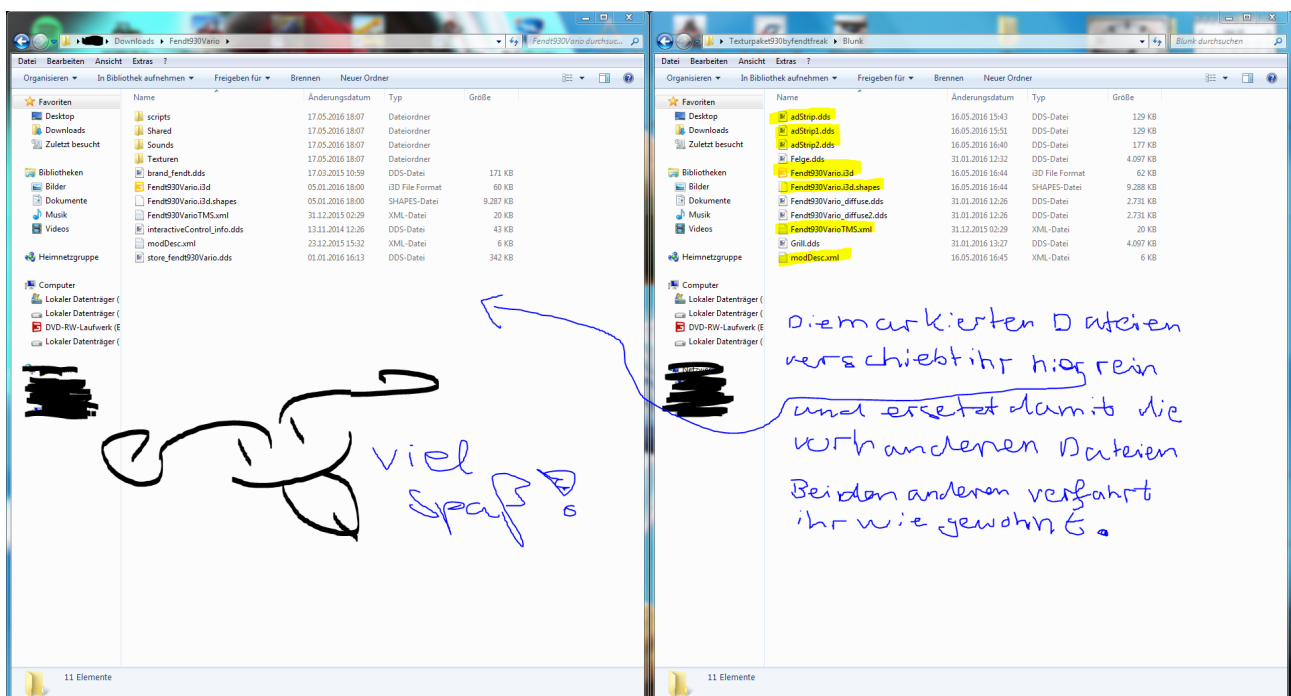 Downloads ▸ Fendt930Vario ▸
Fendt930Vario durchsuc...
Datei Bearbeiten Ansicht Extras ?
Organisieren In Bibliothek aufnehmen Freigeben für Brennen Neuer Ordner
Favoriten
Desktop
Downloads
Zuletzt besucht
Bibliotheken
Bilder
Dokumente
Musik
Videos
Heimnetzgruppe
Computer
Lokaler Datenträger (
Lokaler Datenträger (
DVD-RW-Laufwerk (E
Lokaler Datenträger (
Name Änderungsdatum Typ Größe
scripts 17.05.2016 18:07 Dateiordner
Shared 17.05.2016 18:07 Dateiordner
Sounds 17.05.2016 18:07 Dateiordner
Texturen 17.05.2016 18:07 Dateiordner
brand_fendt.dds 17.03.2015 10:59 DDS-Datei 171 KB
Fendt930Vario.i3d 05.01.2016 18:00 i3D File Format 60 KB
Fendt930Vario.i3d.shapes 05.01.2016 18:00 SHAPES-Datei 9.287 KB
Fendt930VarioTMS.xml 31.12.2015 02:29 XML-Datei 20 KB
interactiveControl_info.dds 13.11.2014 12:26 DDS-Datei 43 KB
modDesc.xml 23.12.2015 15:32 XML-Datei 6 KB
store_fendt930Vario.dds 01.01.2016 16:13 DDS-Datei 342 KB
viel
spaß
11 Elemente
Texturpaket930byfendtfreak ▸ Blunk
Blunk durchsuchen
Datei Bearbeiten Ansicht Extras ?
Organisieren In Bibliothek aufnehmen Freigeben für Brennen Neuer Ordner
Favoriten
Desktop
Downloads
Zuletzt besucht
Bibliotheken
Bilder
Dokumente
Musik
Videos
Heimnetzgruppe
Computer
Lokaler Datenträger (
Lokaler Datenträger (
DVD-RW-Laufwerk (E
Lokaler Datenträger (
Name Änderungsdatum Typ Größe
adStrip.dds 16.05.2016 15:43 DDS-Datei 129 KB
adStrip1.dds 16.05.2016 15:51 DDS-Datei 129 KB
adStrip2.dds 16.05.2016 16:40 DDS-Datei 177 KB
Felge.dds 31.01.2016 12:32 DDS-Datei 4.097 KB
Fendt930Vario.i3d 16.05.2016 16:44 i3D File Format 62 KB
Fendt930Vario.i3d.shapes 16.05.2016 16:44 SHAPES-Datei 9.288 KB
Fendt930Vario_diffuse.dds 31.01.2016 12:26 DDS-Datei 2.731 KB
Fendt930Vario_diffuse2.dds 31.01.2016 12:26 DDS-Datei 2.731 KB
Fendt930VarioTMS.xml 31.12.2015 02:29 XML-Datei 20 KB
Grill.dds 31.01.2016 13:27 DDS-Datei 4.097 KB
modDesc.xml 16.05.2016 16:45 XML-Datei 6 KB
Die markierten Dateien
verschiebt ihr hier rein
und ersetzt damit die
vorhandenen Dateien
Bei den anderen verfahrt
ihr wie gewohnt.
11 Elemente